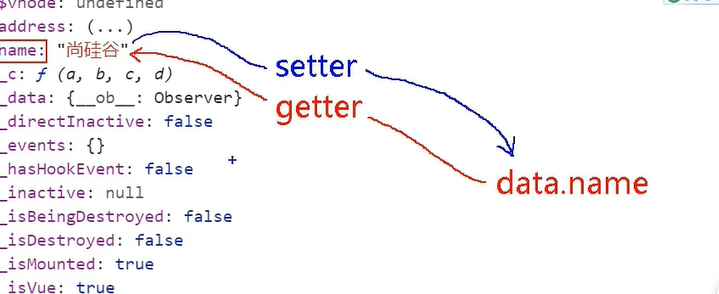 $vnode: undefined
address: (...)
name: "尚硅谷"
_c: ƒ (a, b, c, d)
_data: {__ob__: Observer}
_directInactive: false
_events: {}
_hasHookEvent: false
_inactive: null
_isBeingDestroyed: false
_isDestroyed: false
_isMounted: true
_isVue: true
setter
getter
data.name